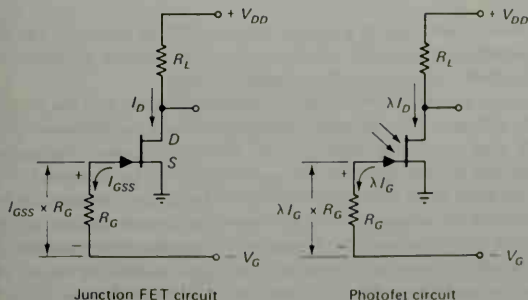 + V_DD
R_L
I_D
D
S
I_GSS
+
I_GSS × R_G
R_G
−
− V_G
Junction FET circuit
+ V_DD
R_L
λI_D
+
λI_G
λI_G × R_G
R_G
−
− V_G
Photofet circuit